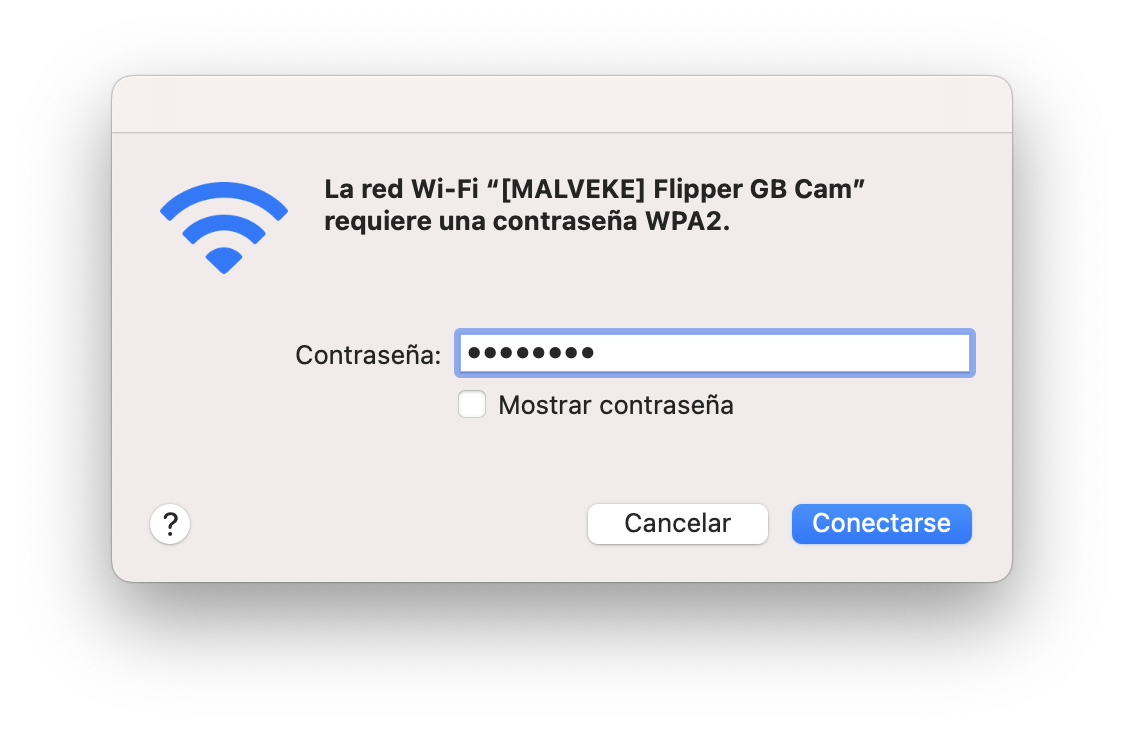 La red Wi-Fi “[MALVEKE] Flipper GB Cam”
requiere una contraseña WPA2.
Contraseña: ••••••••
Mostrar contraseña
? Cancelar Conectarse